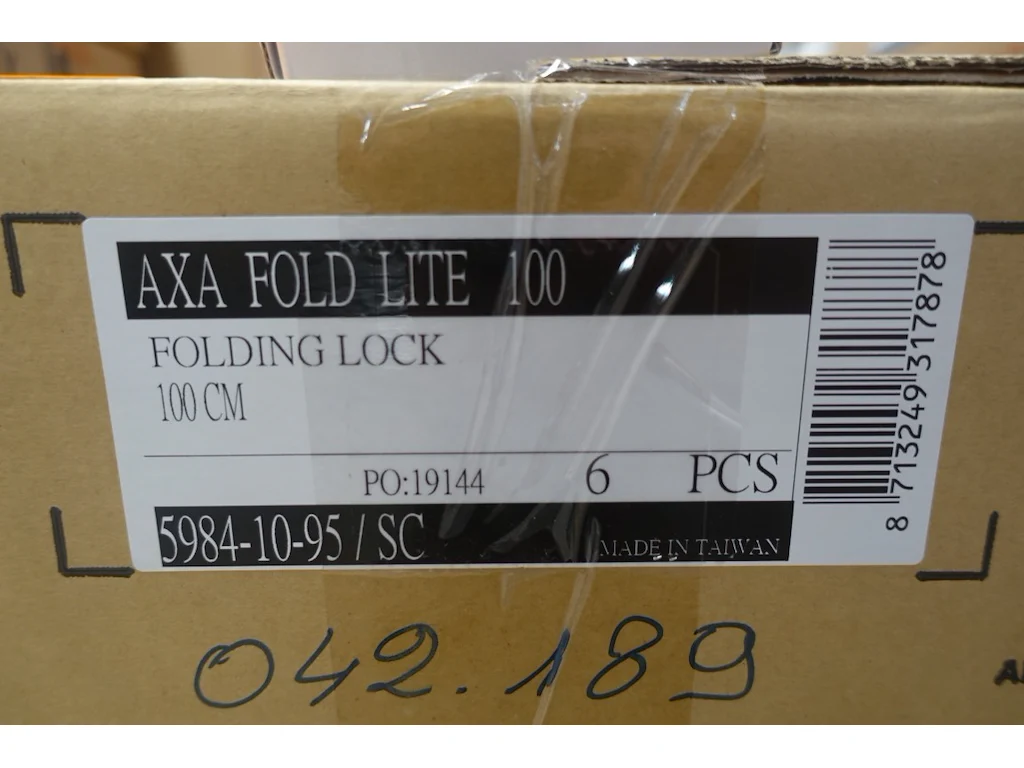 AXA FOLD LITE 100
FOLDING LOCK
100 CM
PO:19144 6 PCS
5984-10-95 / SC MADE IN TAIWAN
8 713249 317878
042.189